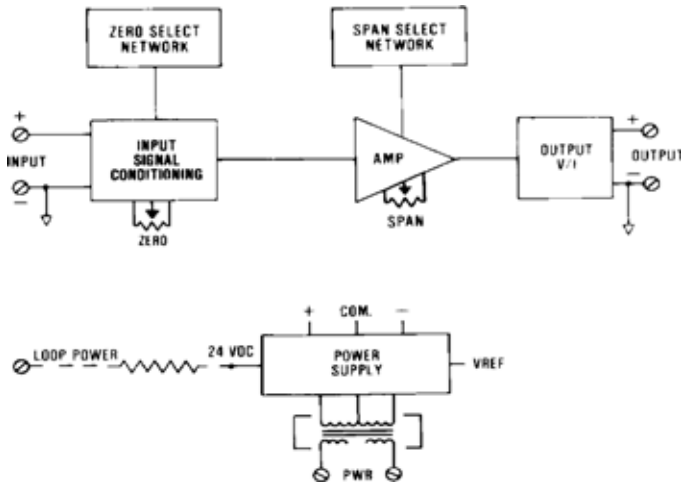 ZERO SELECT
NETWORK
SPAN SELECT
NETWORK
+
INPUT
−
INPUT
SIGNAL
CONDITIONING
ZERO
AMP
SPAN
OUTPUT
V/I
+
OUTPUT
−
+ COM. −
LOOP POWER
24 VDC
POWER
SUPPLY
VREF
PWR